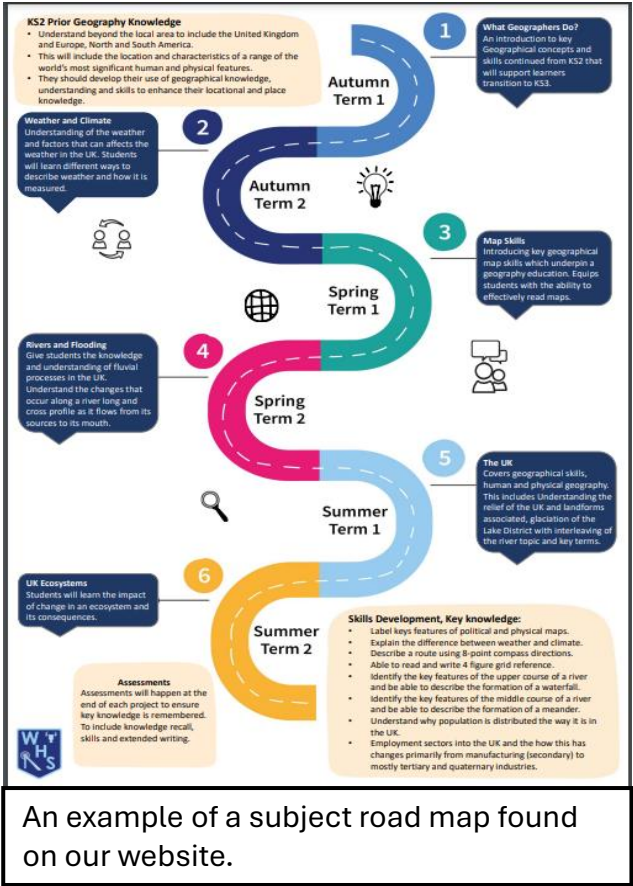 KS2 Prior Geography Knowledge
• Understand beyond the local area to include the United Kingdom
and Europe, North and South America.
• This will include the location and characteristics of a range of the
world's most significant human and physical features.
• They should develop their use of geographical knowledge,
understanding and skills to enhance their locational and place
knowledge.
1
What Geographers Do?
An introduction to key
Geographical concepts and
skills continued from KS2 that
will support learners
transition to KS3.
Autumn
Term 1
Weather and Climate
Understanding of the weather
and factors that can affects the
weather in the UK. Students
will learn different ways to
describe weather and how it is
measured.
2
Autumn
Term 2
3
Map Skills
Introducing key geographical
map skills which underpin a
geography education. Equips
students with the ability to
effectively read maps.
Spring
Term 1
Rivers and Flooding
Give students the knowledge
and understanding of fluvial
processes in the UK.
Understand the changes that
occur along a river long and
cross profile as it flows from its
sources to its mouth.
4
Spring
Term 2
5
The UK
Covers geographical skills,
human and physical geography.
This includes Understanding the
relief of the UK and landforms
associated, glaciation of the
Lake District with interleaving of
the river topic and key terms.
Summer
Term 1
6
UK Ecosystems
Students will learn the impact
of change in an ecosystem and
its consequences.
Summer
Term 2
Skills Development, Key knowledge:
• Label keys features of political and physical maps.
• Explain the difference between weather and climate.
• Describe a route using 8-point compass directions.
• Able to read and write 4 figure grid reference.
• Identify the key features of the upper course of a river
and be able to describe the formation of a waterfall.
• Identify the key features of the middle course of a river
and be able to describe the formation of a meander.
• Understand why population is distributed the way it is in
the UK.
• Employment sectors into the UK and the how this has
changes primarily from manufacturing (secondary) to
mostly tertiary and quaternary industries.
Assessments
Assessments will happen at the
end of each project to ensure
key knowledge is remembered.
To include knowledge recall,
skills and extended writing.
W
H
S
An example of a subject road map found
on our website.